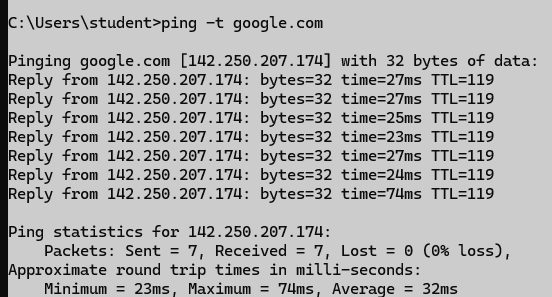 C:\Users\student>ping -t google.com
Pinging google.com [142.250.207.174] with 32 bytes of data:
Reply from 142.250.207.174: bytes=32 time=27ms TTL=119
Reply from 142.250.207.174: bytes=32 time=27ms TTL=119
Reply from 142.250.207.174: bytes=32 time=25ms TTL=119
Reply from 142.250.207.174: bytes=32 time=23ms TTL=119
Reply from 142.250.207.174: bytes=32 time=27ms TTL=119
Reply from 142.250.207.174: bytes=32 time=24ms TTL=119
Reply from 142.250.207.174: bytes=32 time=74ms TTL=119
Ping statistics for 142.250.207.174:
Packets: Sent = 7, Received = 7, Lost = 0 (0% loss),
Approximate round trip times in milli-seconds:
Minimum = 23ms, Maximum = 74ms, Average = 32ms